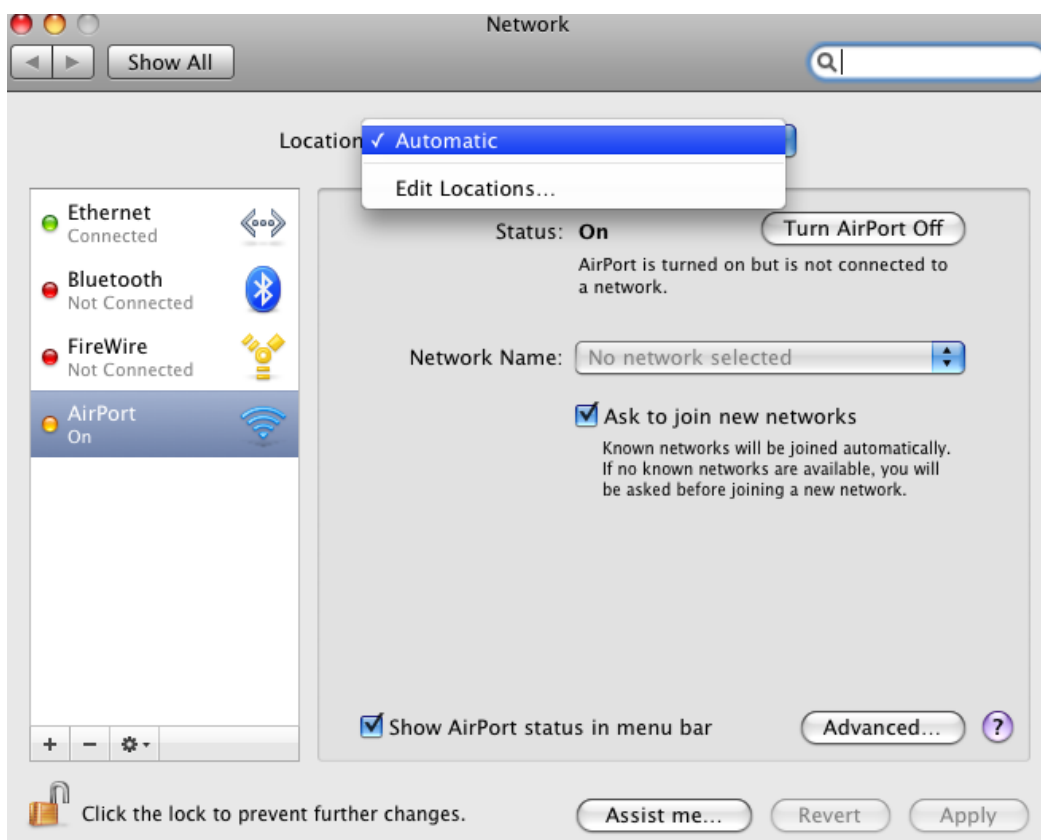 Network
Show All
Location
✓ Automatic
Edit Locations...
Ethernet
Connected
Bluetooth
Not Connected
FireWire
Not Connected
AirPort
On
Status: On
Turn AirPort Off
AirPort is turned on but is not connected to
a network.
Network Name: No network selected
Ask to join new networks
Known networks will be joined automatically.
If no known networks are available, you will
be asked before joining a new network.
Show AirPort status in menu bar
Advanced...
?
+ −
Click the lock to prevent further changes.
Assist me...
Revert
Apply